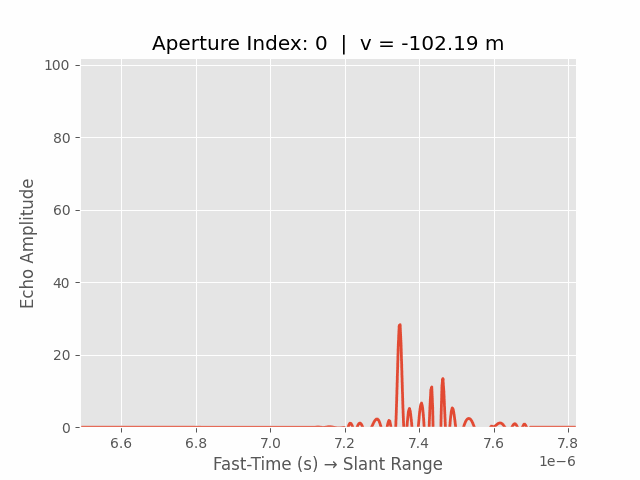 Aperture Index: 0 | v = -102.19 m
100
80
60
40
20
0
Echo Amplitude
6.6 6.8 7.0 7.2 7.4 7.6 7.8
1e−6
Fast-Time (s) → Slant Range